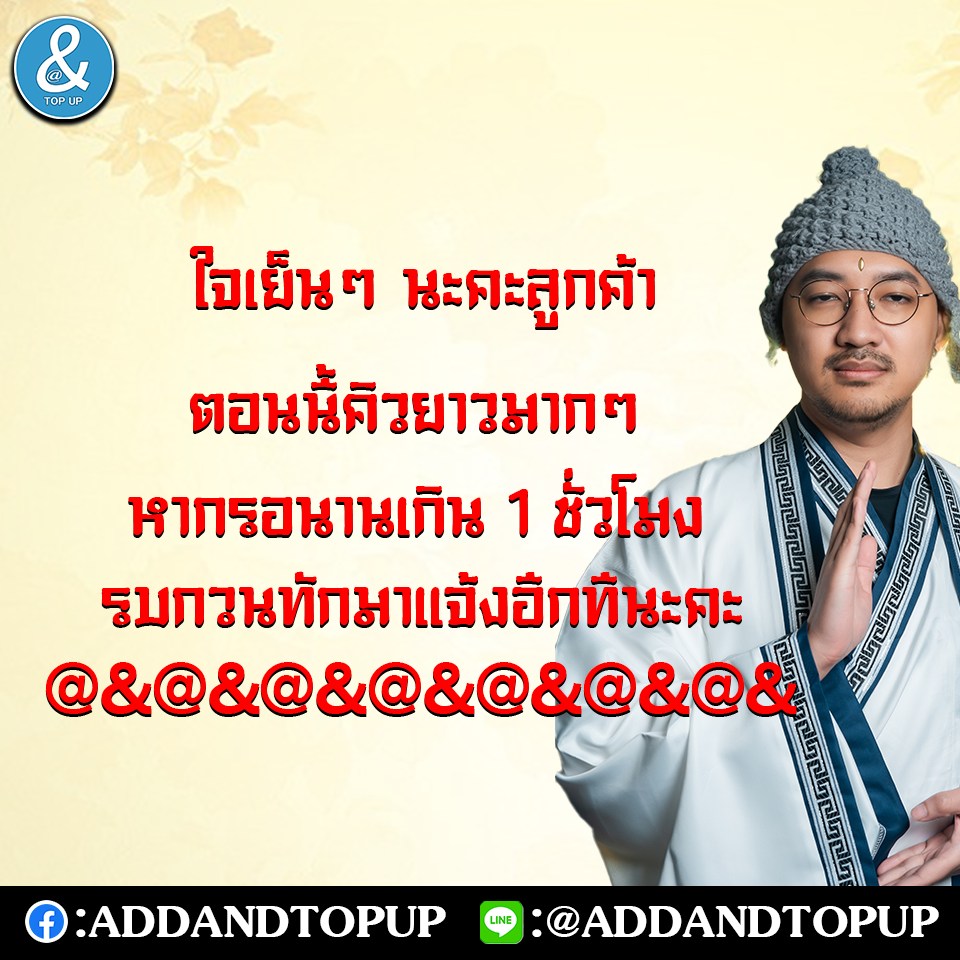 &
@
TOP UP
ใจเย็นๆ นะคะลูกค้า
ตอนนี้คิวยาวมากๆ
หากรอนานเกิน 1 ชั่วโมง
รบกวนทักมาแจ้งอีกทีนะคะ
@&@&@&@&@&@&@&
:ADDANDTOPUP LINE :@ADDANDTOPUP